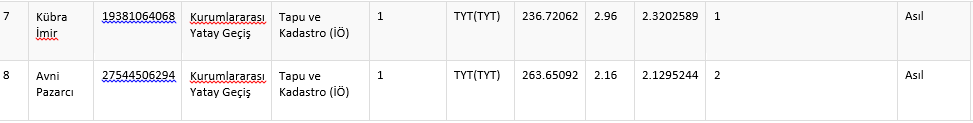 7 Kübra İmir 19381064068 Kurumlararası Yatay Geçiş Tapu ve Kadastro (İÖ) 1 TYT(TYT) 236.72062 2.96 2.3202589 1 Asıl
8 Avni Pazarcı 27544506294 Kurumlararası Yatay Geçiş Tapu ve Kadastro (İÖ) 1 TYT(TYT) 263.65092 2.16 2.1295244 2 Asıl